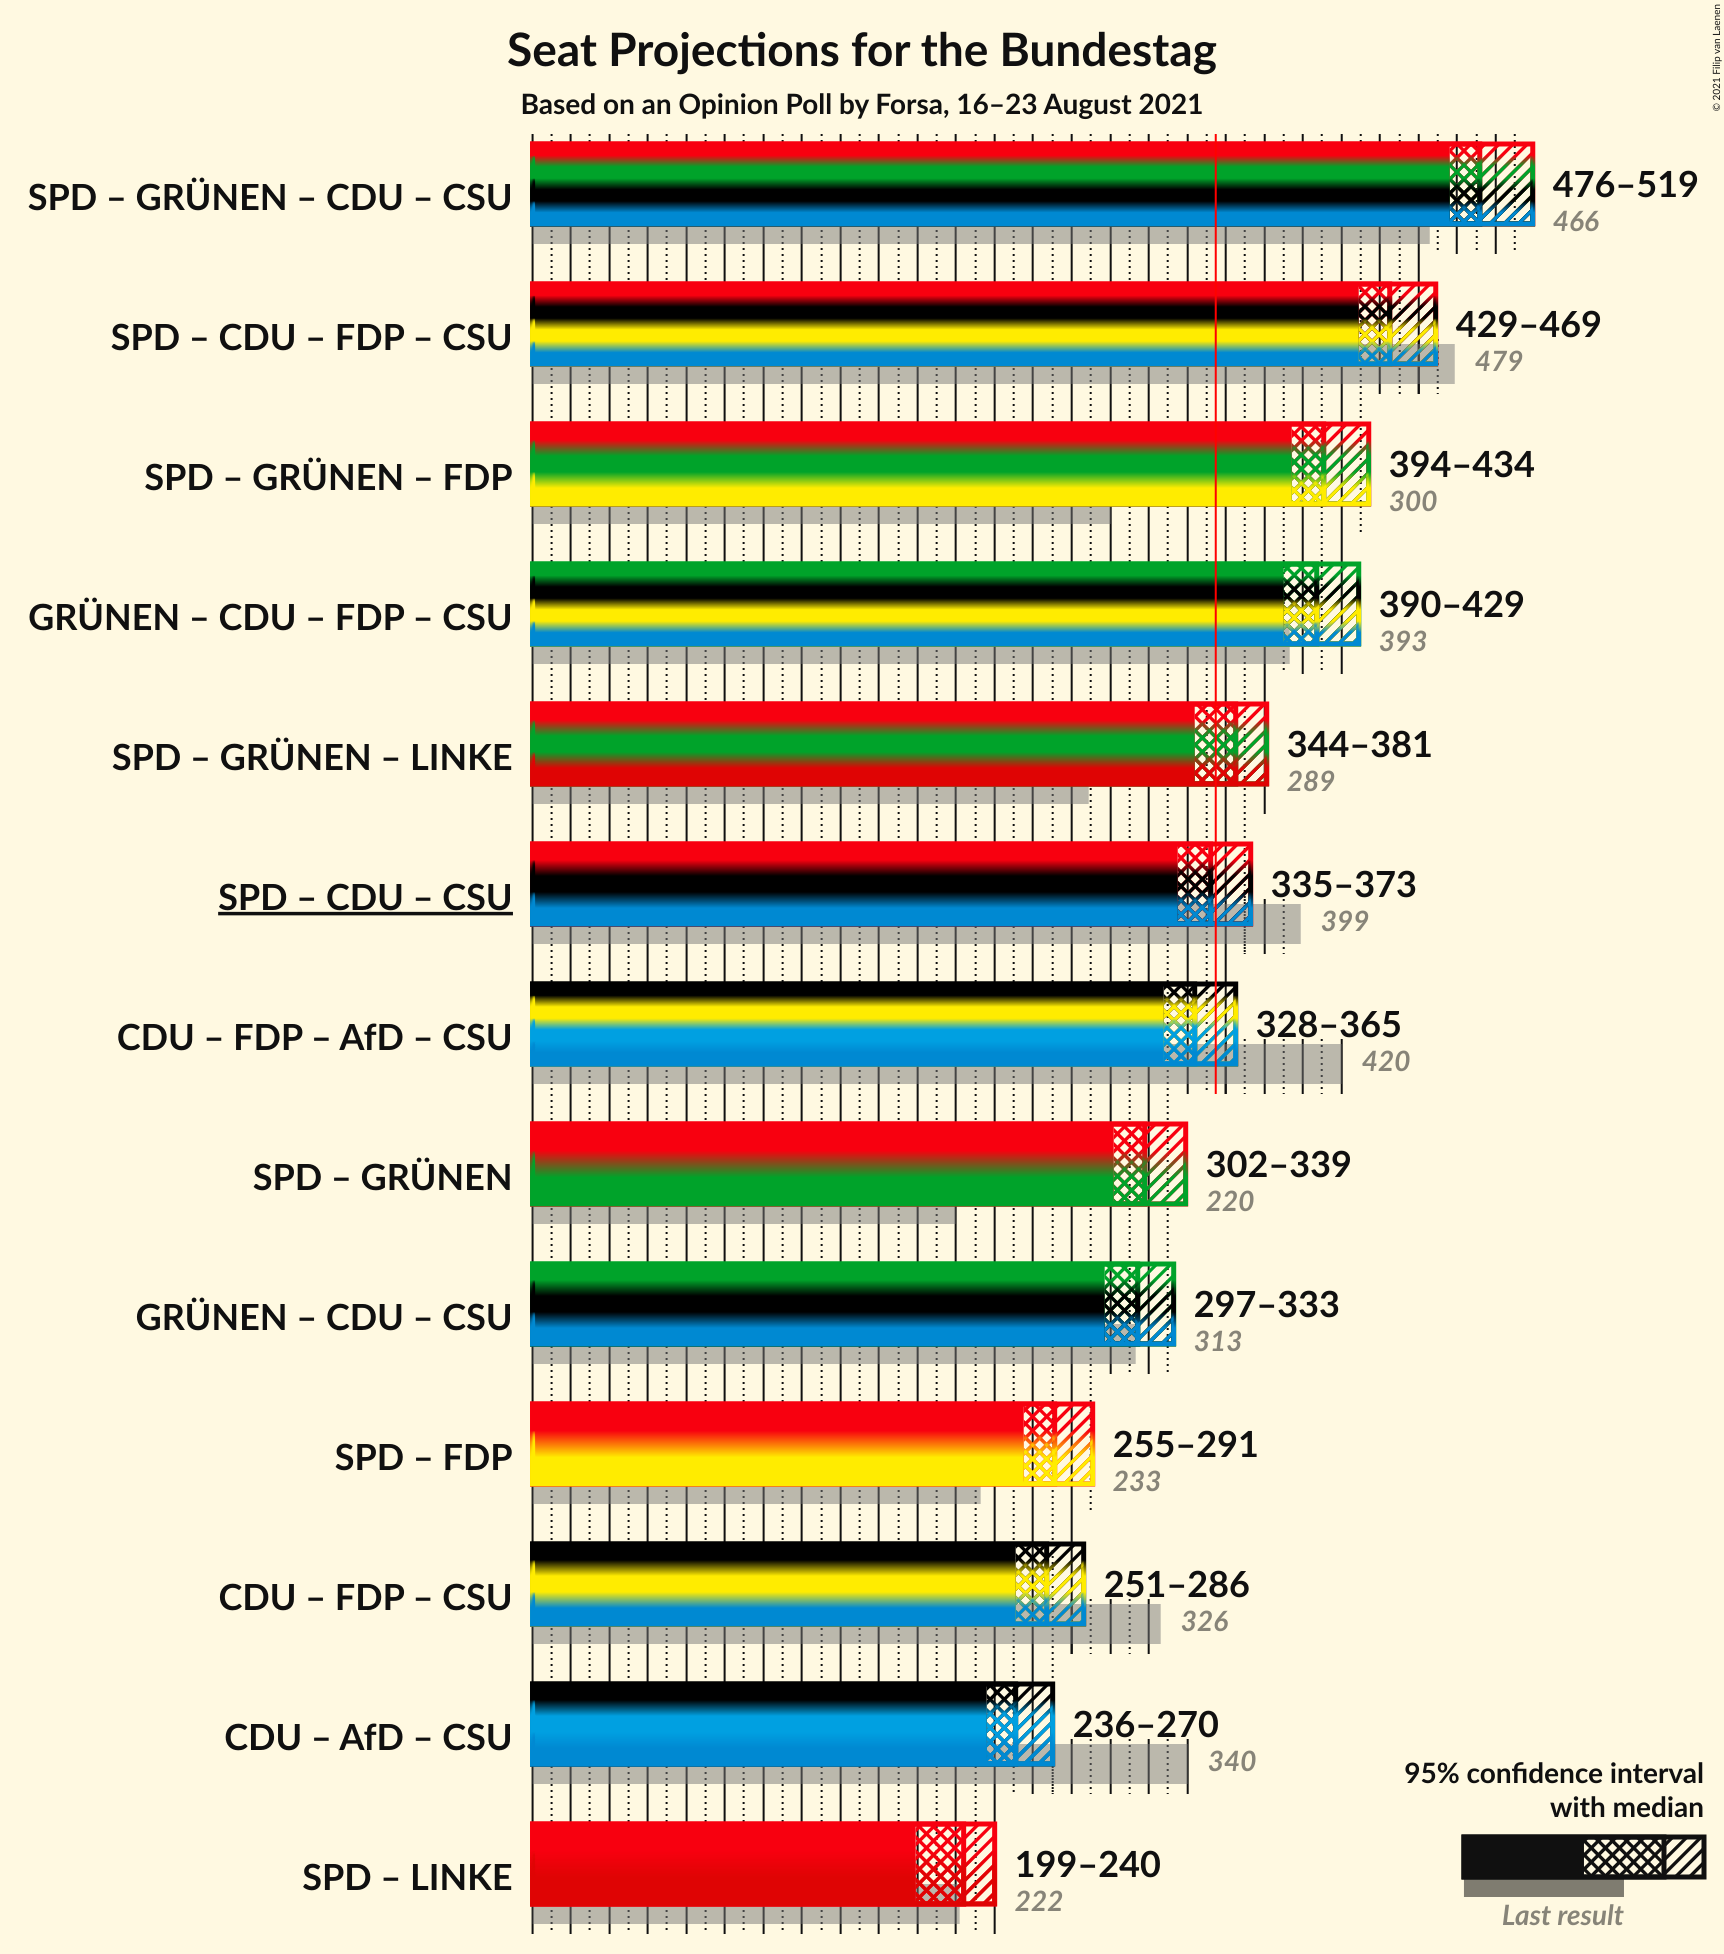 Seat Projections for the Bundestag
Based on an Opinion Poll by Forsa, 16–23 August 2021
© 2021 Filip van Laenen
SPD – GRÜNEN – CDU – CSU
476–519
466
SPD – CDU – FDP – CSU
429–469
479
SPD – GRÜNEN – FDP
394–434
300
GRÜNEN – CDU – FDP – CSU
390–429
393
SPD – GRÜNEN – LINKE
344–381
289
SPD – CDU – CSU
335–373
399
CDU – FDP – AfD – CSU
328–365
420
SPD – GRÜNEN
302–339
220
GRÜNEN – CDU – CSU
297–333
313
SPD – FDP
255–291
233
CDU – FDP – CSU
251–286
326
CDU – AfD – CSU
236–270
340
SPD – LINKE
199–240
222
95% confidence interval
with median
Last result